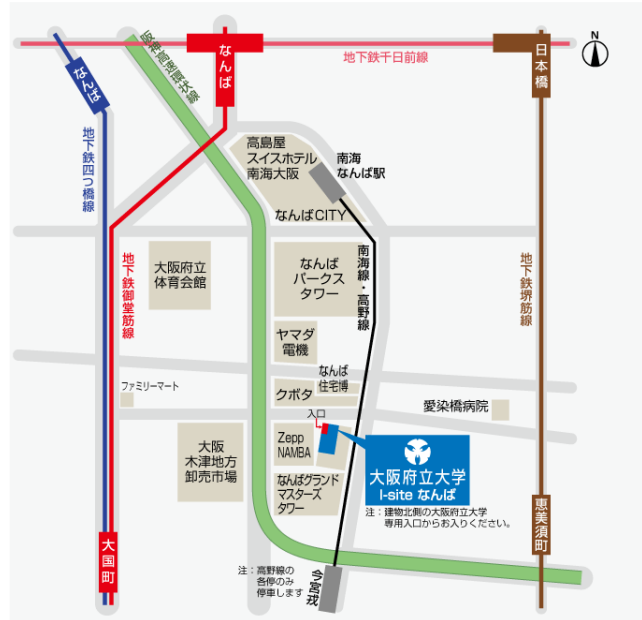 N
なんば
なんば
日本橋
地下鉄千日前線
阪神高速環状線
地下鉄四つ橋線
高島屋
スイスホテル
南海大阪
南海
なんば駅
なんばCITY
地下鉄御堂筋線
大阪府立
体育会館
なんば
パークス
タワー
南海線・高野線
地下鉄堺筋線
ヤマダ
電機
なんば
住宅博
ファミリーマート
クボタ
愛染橋病院
入口
大阪
木津地方
卸売市場
Zepp
NAMBA
大阪府立大学
I-site なんば
なんばグランド
マスターズ
タワー
注：建物北側の大阪府立大学
専用入口からお入りください。
恵美須町
大国町
注：高野線の
各停のみ
停車します
今宮戎